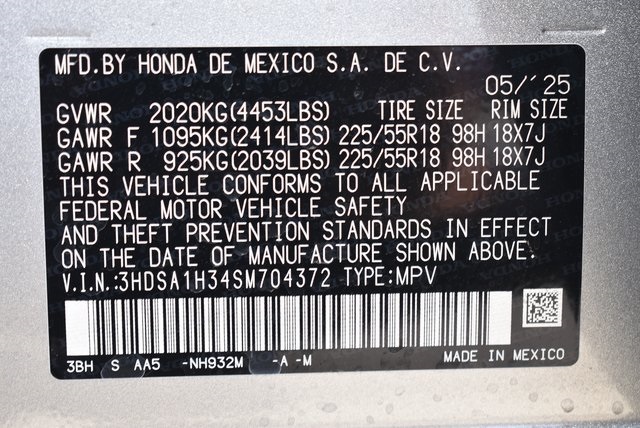 MFD.BY HONDA DE MEXICO S.A. DE C.V.
05/´25
GVWR 2020KG(4453LBS) TIRE SIZE RIM SIZE
GAWR F 1095KG(2414LBS) 225/55R18 98H 18X7J
GAWR R 925KG(2039LBS) 225/55R18 98H 18X7J
THIS VEHICLE CONFORMS TO ALL APPLICABLE
FEDERAL MOTOR VEHICLE SAFETY
AND THEFT PREVENTION STANDARDS IN EFFECT
ON THE DATE OF MANUFACTURE SHOWN ABOVE.
V.I.N.:3HDSA1H34SM704372 TYPE:MPV
3BH S AA5 -NH932M -A -M MADE IN MEXICO